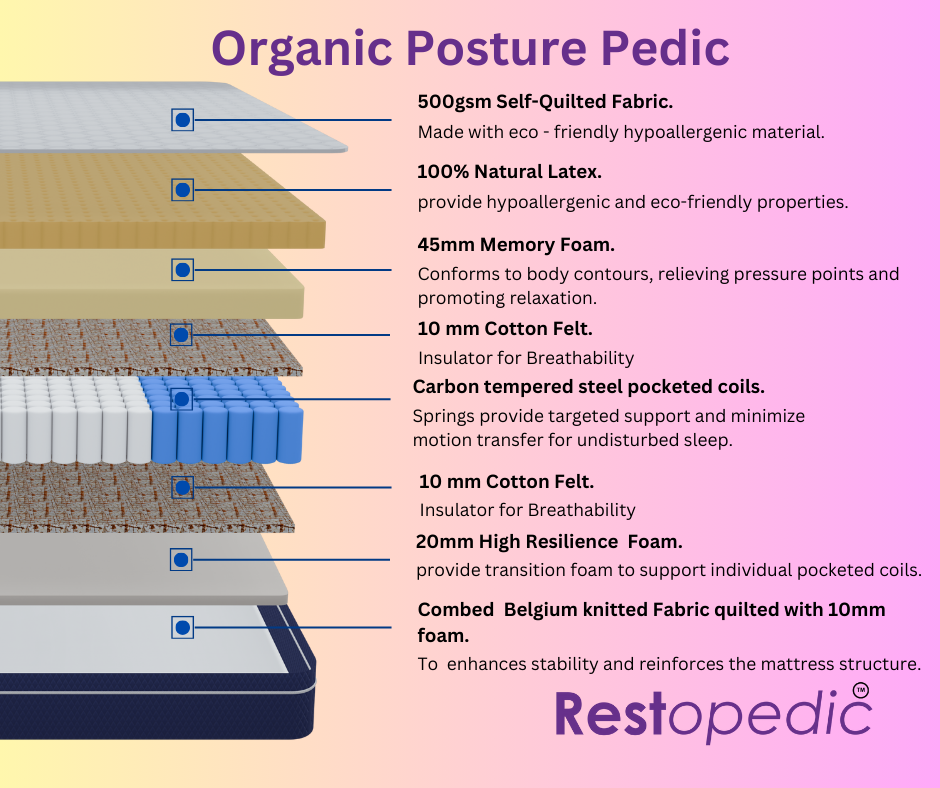 Organic Posture Pedic
500gsm Self-Quilted Fabric.
Made with eco - friendly hypoallergenic material.
100% Natural Latex.
provide hypoallergenic and eco-friendly properties.
45mm Memory Foam.
Conforms to body contours, relieving pressure points and
promoting relaxation.
10 mm Cotton Felt.
Insulator for Breathability
Carbon tempered steel pocketed coils.
Springs provide targeted support and minimize
motion transfer for undisturbed sleep.
10 mm Cotton Felt.
Insulator for Breathability
20mm High Resilience  Foam.
provide transition foam to support individual pocketed coils.
Combed  Belgium knitted Fabric quilted with 10mm
foam.
To  enhances stability and reinforces the mattress structure.
Restopedic TM